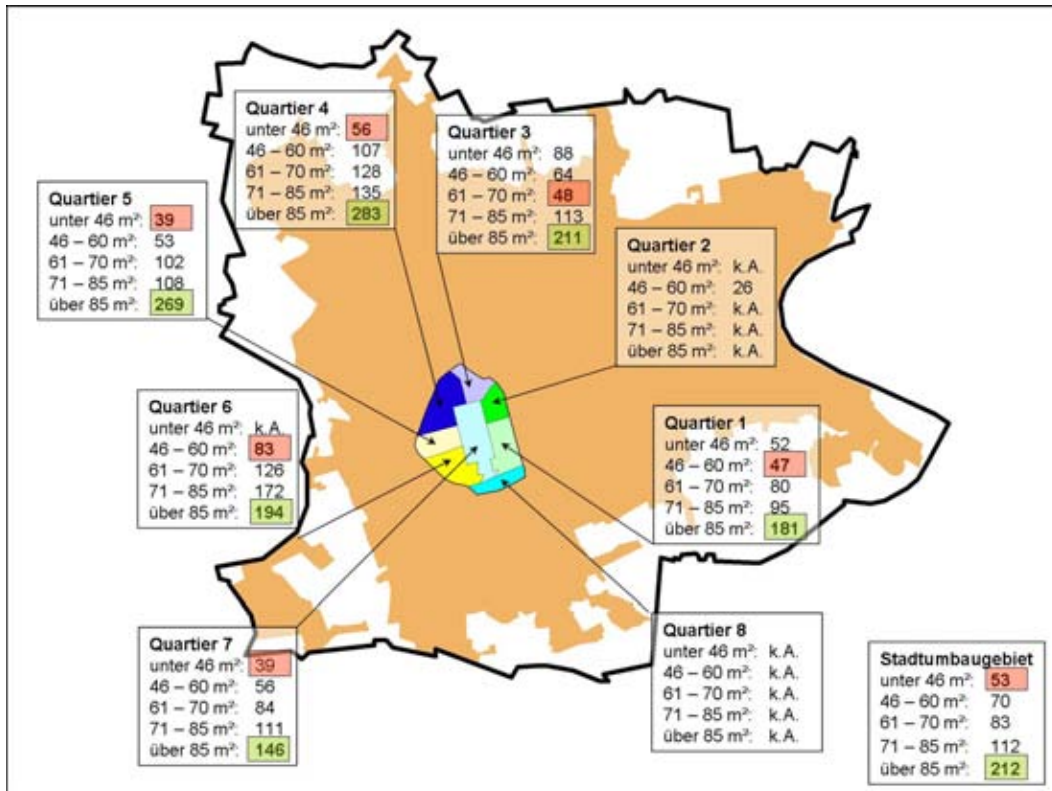 Quartier 4
unter 46 m²: 56
46 – 60 m²: 107
61 – 70 m²: 128
71 – 85 m²: 135
über 85 m²: 283
Quartier 3
unter 46 m²: 88
46 – 60 m²: 64
61 – 70 m²: 48
71 – 85 m²: 113
über 85 m²: 211
Quartier 5
unter 46 m²: 39
46 – 60 m²: 53
61 – 70 m²: 102
71 – 85 m²: 108
über 85 m²: 269
Quartier 2
unter 46 m²: k.A.
46 – 60 m²: 26
61 – 70 m²: k.A.
71 – 85 m²: k.A.
über 85 m²: k.A.
Quartier 6
unter 46 m²: k.A.
46 – 60 m²: 83
61 – 70 m²: 126
71 – 85 m²: 172
über 85 m²: 194
Quartier 1
unter 46 m²: 52
46 – 60 m²: 47
61 – 70 m²: 80
71 – 85 m²: 95
über 85 m²: 181
Quartier 7
unter 46 m²: 39
46 – 60 m²: 56
61 – 70 m²: 84
71 – 85 m²: 111
über 85 m²: 146
Quartier 8
unter 46 m²: k.A.
46 – 60 m²: k.A.
61 – 70 m²: k.A.
71 – 85 m²: k.A.
über 85 m²: k.A.
Stadtumbaugebiet
unter 46 m²: 53
46 – 60 m²: 70
61 – 70 m²: 83
71 – 85 m²: 112
über 85 m²: 212